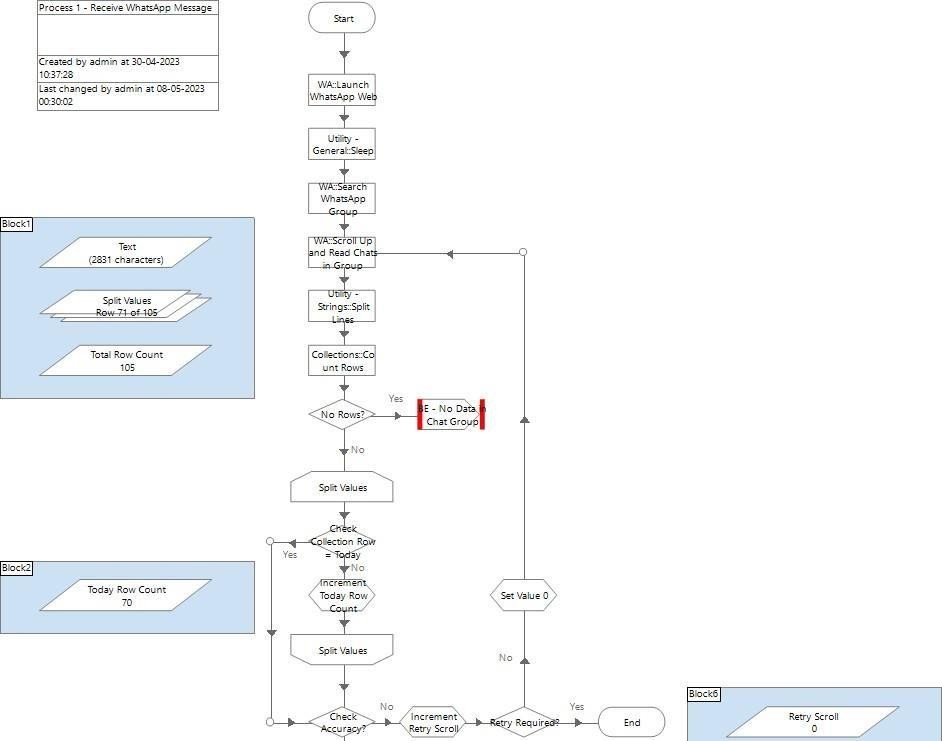 Process 1 - Receive WhatsApp Message
Created by admin at 30-04-2023
10:37:28
Last changed by admin at 08-05-2023
00:30:02
Start
WA::Launch
WhatsApp Web
Utility -
General::Sleep
WA::Search
WhatsApp
Group
WA::Scroll Up
and Read Chats
in Group
Utility -
Strings::Split
Lines
Collections::Co
unt Rows
No Rows?
Yes
BE - No Data in
Chat Group
No
Split Values
Check
Collection Row
= Today
Yes
No
Increment
Today Row
Count
Split Values
Check
Accuracy?
No
Increment
Retry Scroll
Retry Required?
No
Set Value 0
Yes
End
Block1
Text
(2831 characters)
Split Values
Row 71 of 105
Total Row Count
105
Block2
Today Row Count
70
Block6
Retry Scroll
0